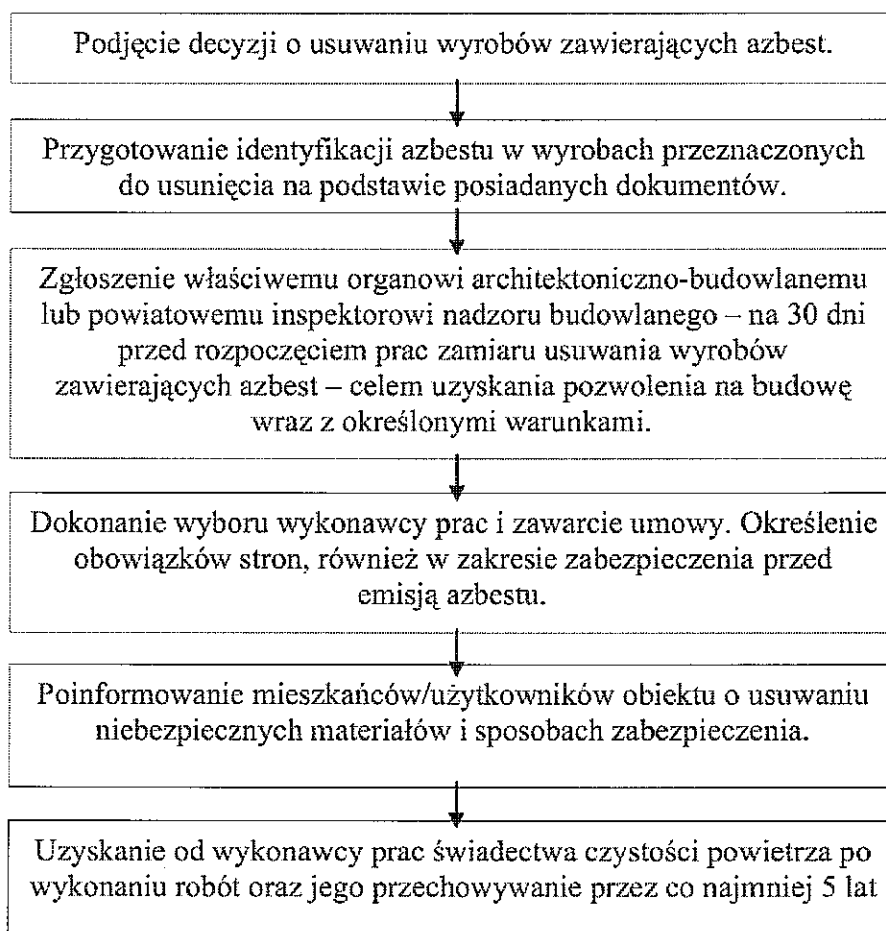 Podjęcie decyzji o usuwaniu wyrobów zawierających azbest.
Przygotowanie identyfikacji azbestu w wyrobach przeznaczonych
do usunięcia na podstawie posiadanych dokumentów.
Zgłoszenie właściwemu organowi architektoniczno-budowlanemu
lub powiatowemu inspektorowi nadzoru budowlanego – na 30 dni
przed rozpoczęciem prac zamiaru usuwania wyrobów
zawierających azbest – celem uzyskania pozwolenia na budowę
wraz z określonymi warunkami.
Dokonanie wyboru wykonawcy prac i zawarcie umowy. Określenie
obowiązków stron, również w zakresie zabezpieczenia przed
emisją azbestu.
Poinformowanie mieszkańców/użytkowników obiektu o usuwaniu
niebezpiecznych materiałów i sposobach zabezpieczenia.
Uzyskanie od wykonawcy prac świadectwa czystości powietrza po
wykonaniu robót oraz jego przechowywanie przez co najmniej 5 lat